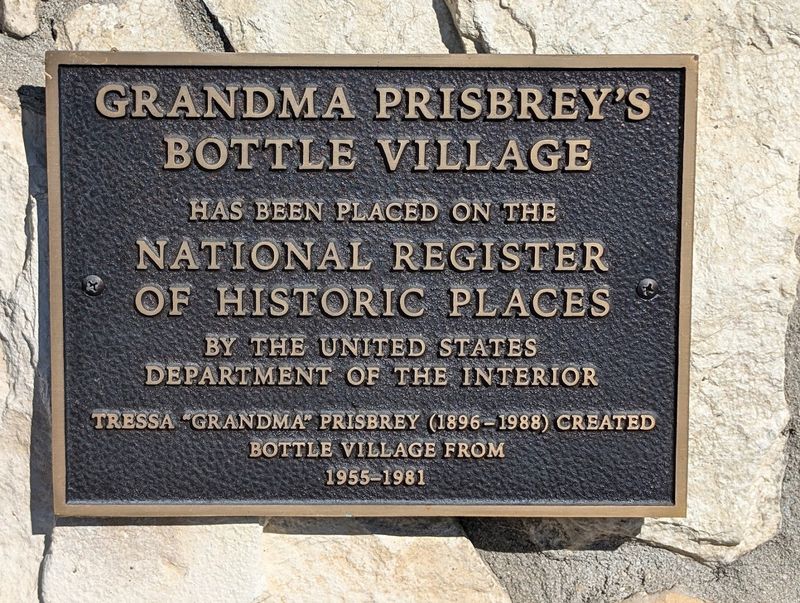 GRANDMA PRISBREY'S
BOTTLE VILLAGE
HAS BEEN PLACED ON THE
NATIONAL REGISTER
OF HISTORIC PLACES
BY THE UNITED STATES
DEPARTMENT OF THE INTERIOR
TRESSA "GRANDMA" PRISBREY (1896–1988) CREATED
BOTTLE VILLAGE FROM
1955–1981